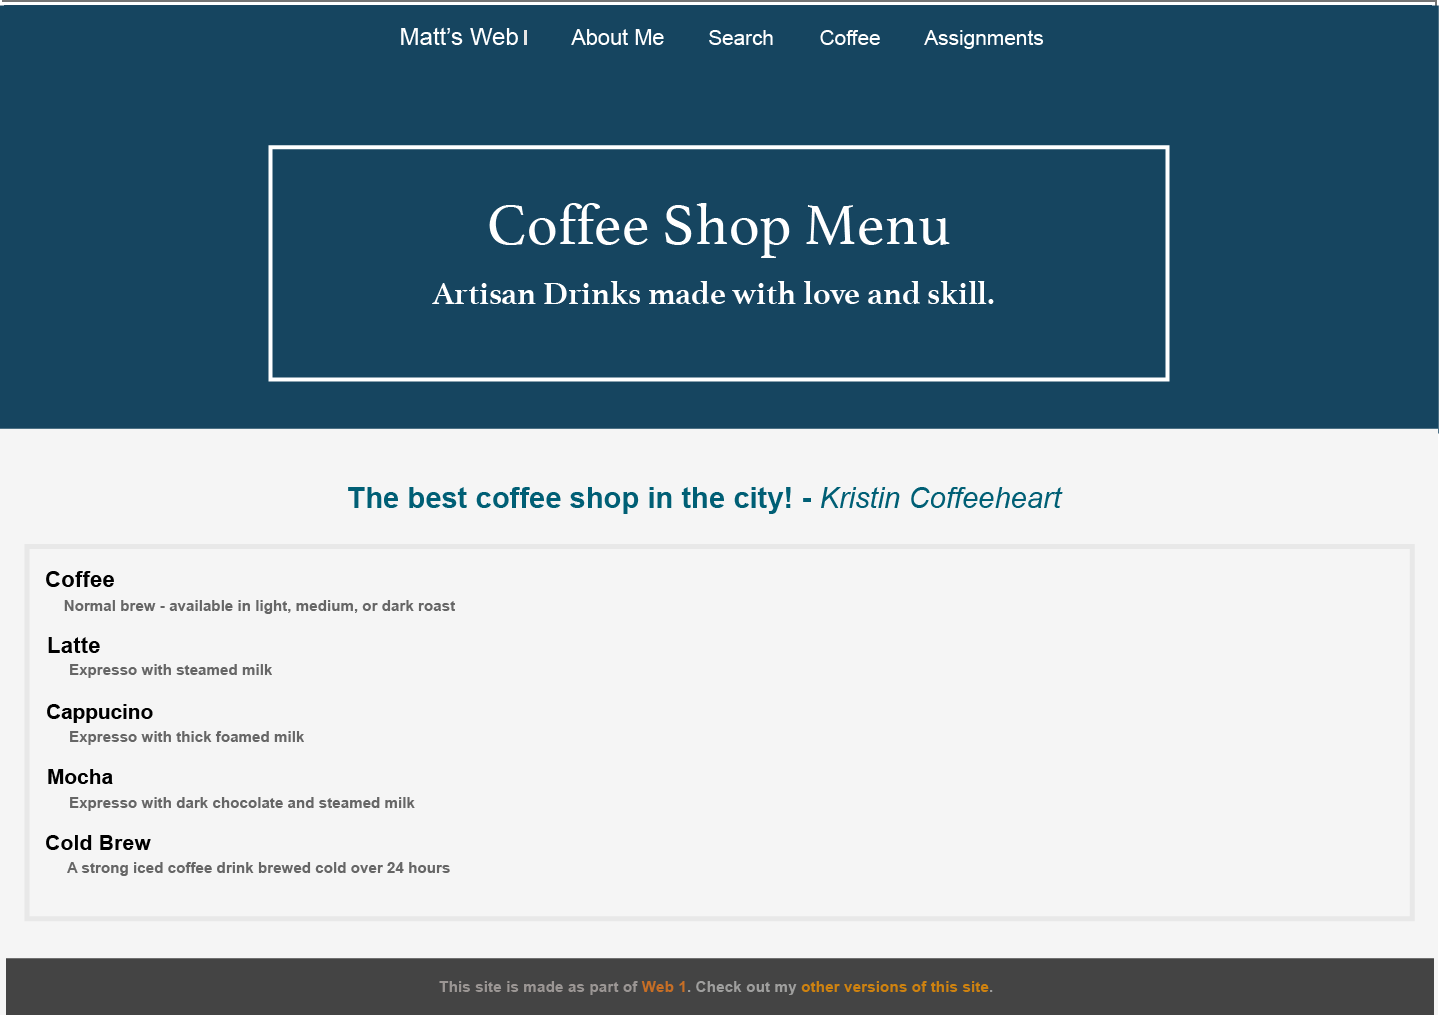 Matt’s Web I About Me Search Coffee Assignments
Coffee Shop Menu
Artisan Drinks made with love and skill.
The best coffee shop in the city! - Kristin Coffeeheart
Coffee
Normal brew - available in light, medium, or dark roast
Latte
Expresso with steamed milk
Cappucino
Expresso with thick foamed milk
Mocha
Expresso with dark chocolate and steamed milk
Cold Brew
A strong iced coffee drink brewed cold over 24 hours
This site is made as part of Web 1. Check out my other versions of this site.